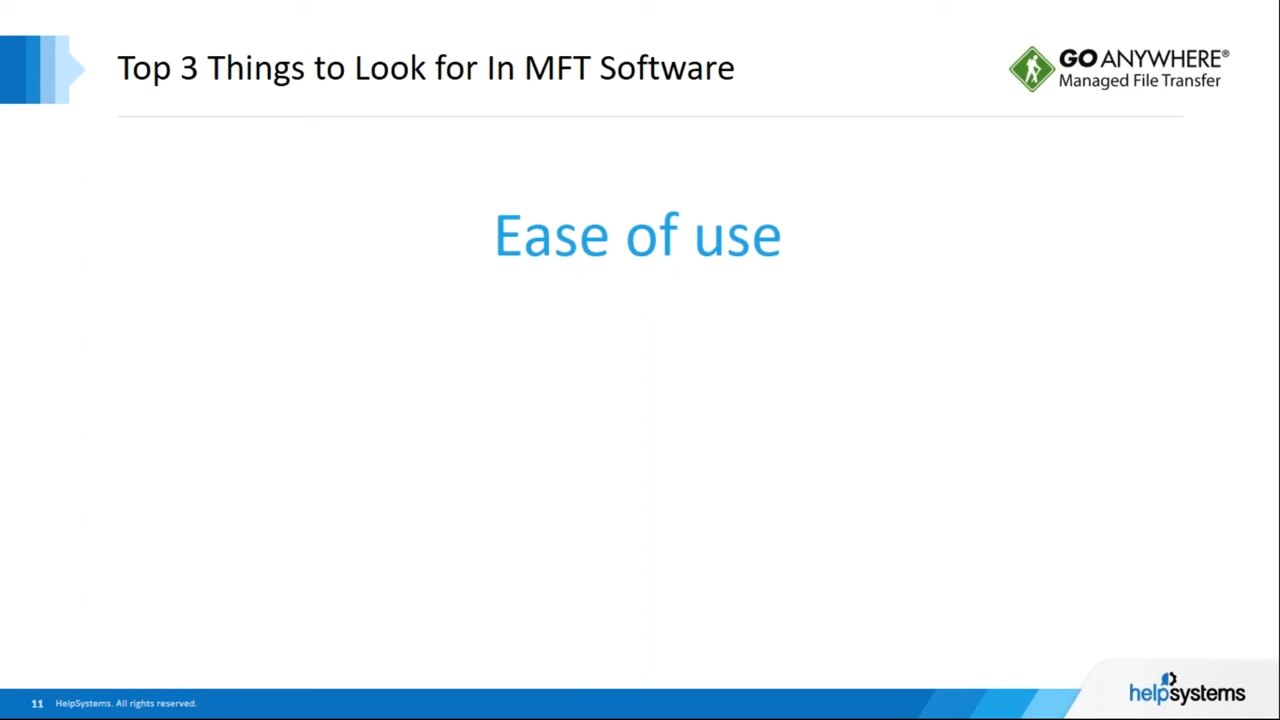 Top 3 Things to Look for In MFT Software
GO ANYWHERE®
Managed File Transfer
Ease of use
11 HelpSystems. All rights reserved.
helpsystems